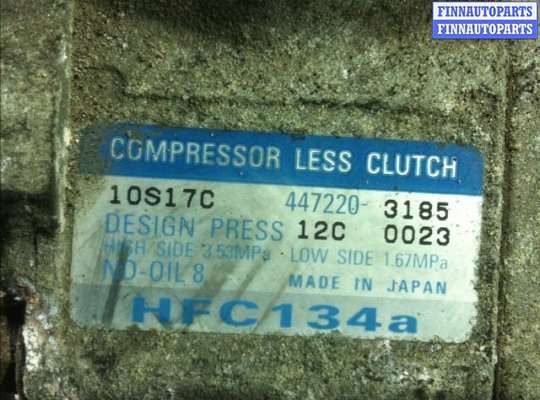 FINNAUTOPARTS
FINNAUTOPARTS
COMPRESSOR LESS CLUTCH
10S17C 447220- 3185
DESIGN PRESS 12C 0023
HIGH SIDE 3.53MPa LOW SIDE 1.67MPa
ND-OIL 8 MADE IN JAPAN
HFC134a